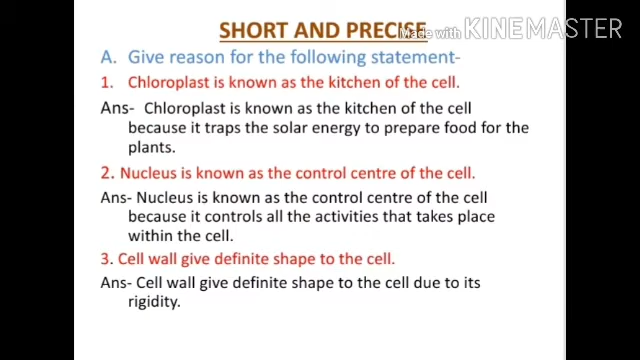 SHORT AND PRECISE
Made with KINEMASTER
A. Give reason for the following statement-
1. Chloroplast is known as the kitchen of the cell.
Ans- Chloroplast is known as the kitchen of the cell
because it traps the solar energy to prepare food for the
plants.
2. Nucleus is known as the control centre of the cell.
Ans- Nucleus is known as the control centre of the cell
because it controls all the activities that takes place
within the cell.
3. Cell wall give definite shape to the cell.
Ans- Cell wall give definite shape to the cell due to its
rigidity.